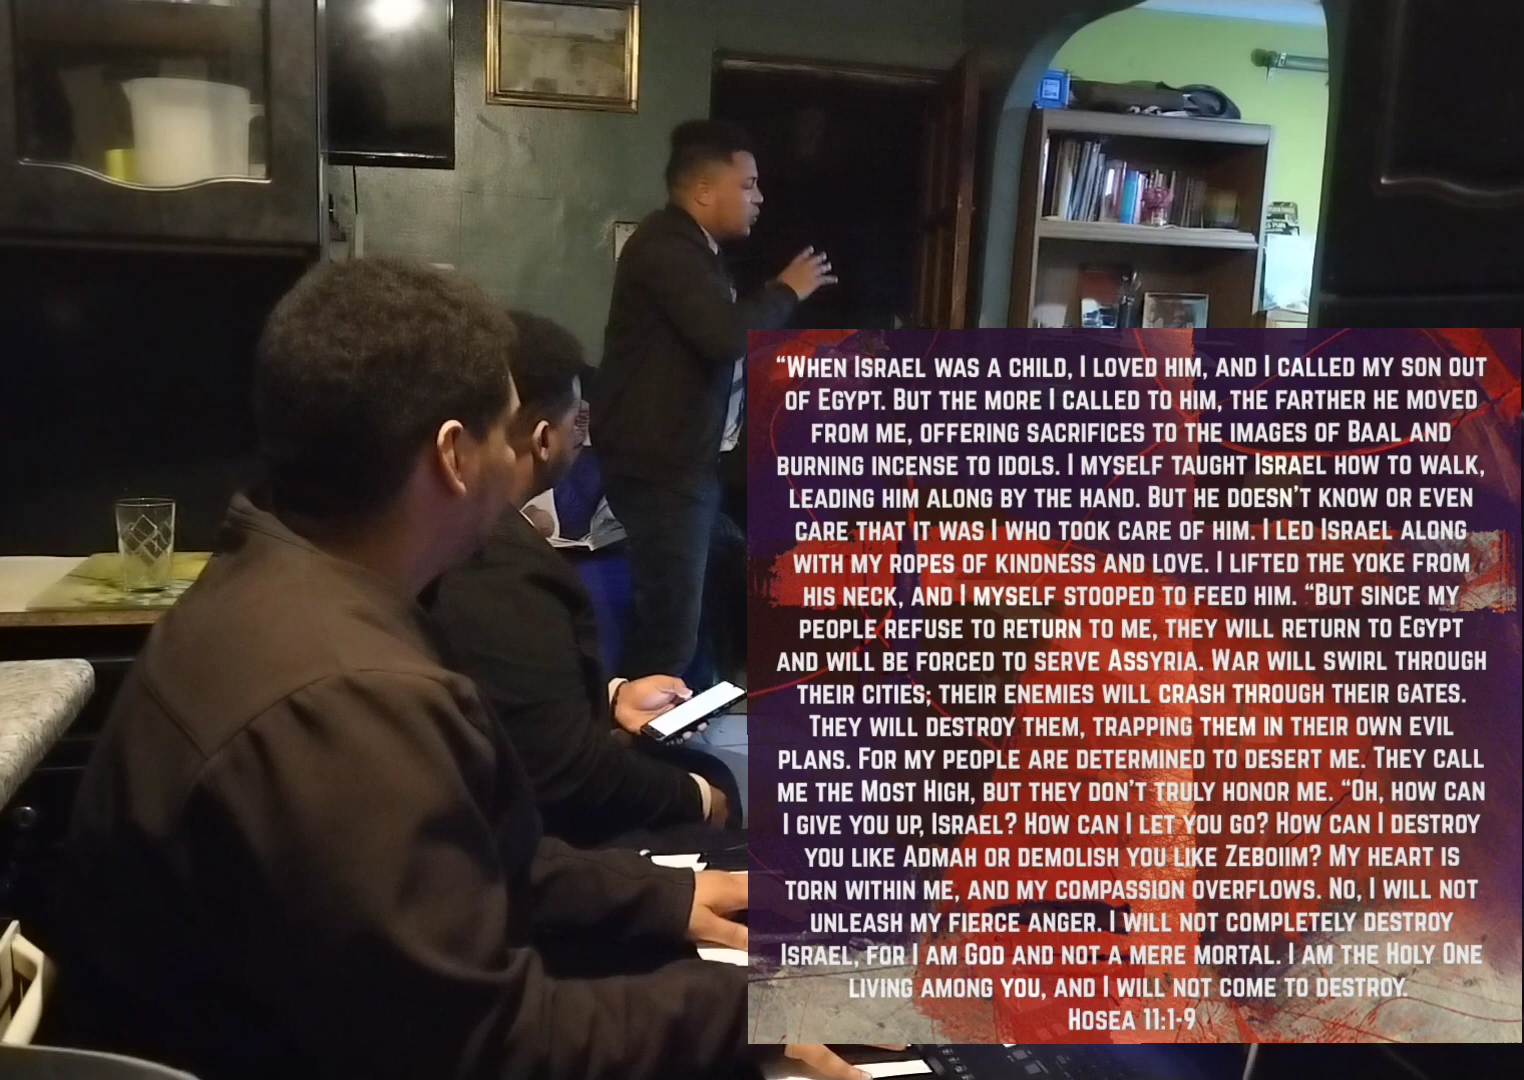 “When Israel was a child, I loved him, and I called my son out
of Egypt. But the more I called to him, the farther he moved
from me, offering sacrifices to the images of Baal and
burning incense to idols. I myself taught Israel how to walk,
leading him along by the hand. But he doesn’t know or even
care that it was I who took care of him. I led Israel along
with my ropes of kindness and love. I lifted the yoke from
his neck, and I myself stooped to feed him. “But since my
people refuse to return to me, they will return to Egypt
and will be forced to serve Assyria. War will swirl through
their cities; their enemies will crash through their gates.
They will destroy them, trapping them in their own evil
plans. For my people are determined to desert me. They call
me the Most High, but they don’t truly honor me. “Oh, how can
I give you up, Israel? How can I let you go? How can I destroy
you like Admah or demolish you like Zeboiim? My heart is
torn within me, and my compassion overflows. No, I will not
unleash my fierce anger. I will not completely destroy
Israel, for I am God and not a mere mortal. I am the Holy One
living among you, and I will not come to destroy.
Hosea 11:1-9